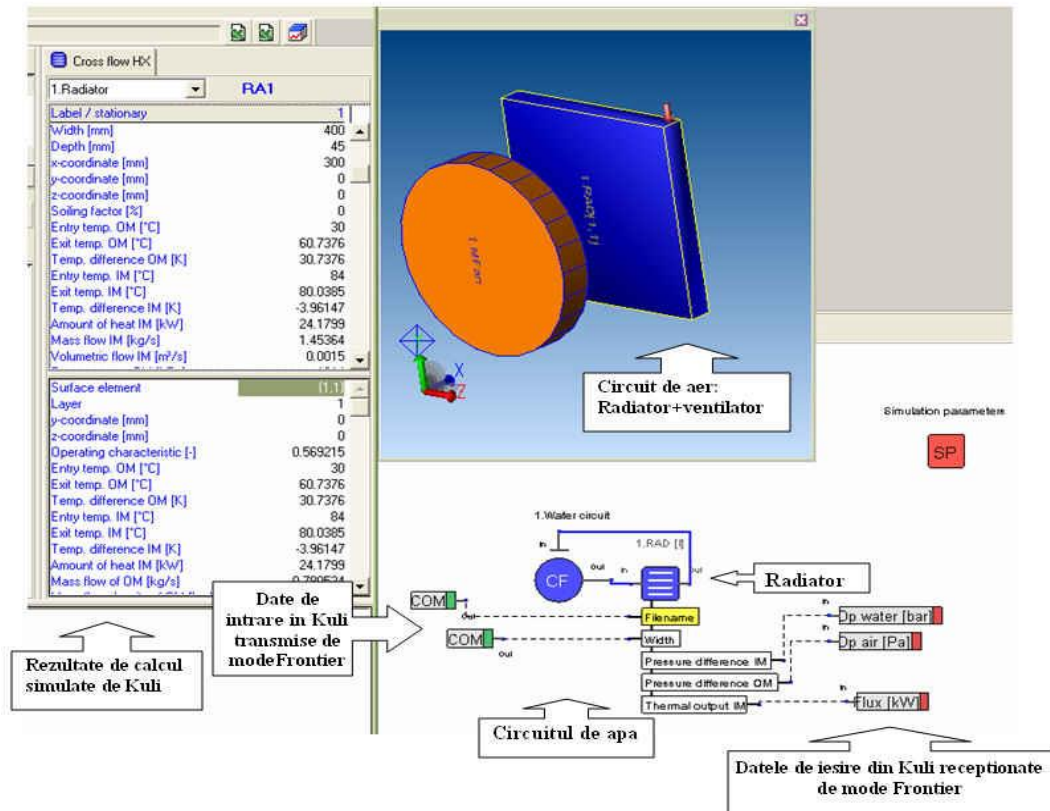 Cross flow HX
1.Radiator RA1
Label / stationary 1
Width [mm] 400
Depth [mm] 45
x-coordinate [mm] 300
y-coordinate [mm] 0
z-coordinate [mm] 0
Soiling factor [%] 0
Entry temp. OM [°C] 30
Exit temp. OM [°C] 60.7376
Temp. difference OM [K] 30.7376
Entry temp. IM [°C] 84
Exit temp. IM [°C] 80.0385
Temp. difference IM [K] -3.96147
Amount of heat IM [kW] 24.1799
Mass flow IM [kg/s] 1.45364
Volumetric flow IM [m³/s] 0.0015
Surface element (1,1)
Layer 1
y-coordinate [mm] 0
z-coordinate [mm] 0
Operating characteristic [-] 0.569215
Entry temp. OM [°C] 30
Exit temp. OM [°C] 60.7376
Temp. difference OM [K] 30.7376
Entry temp. IM [°C] 84
Exit temp. IM [°C] 80.0385
Temp. difference IM [K] -3.96147
Amount of heat IM [kW] 24.1799
Mass flow of OM [kg/s]
1.MFan
1.RAD(1,1)
X
Z
Circuit de aer:
Radiator+ventilator
Simulation parameters
SP
1.Water circuit
in
1.RAD [I]
out
in
out
CF
Radiator
Date de
intrare in Kuli
transmise de
modeFrontier
COM
out
COM
out
Filename
Width
Pressure difference IM
Pressure difference OM
Thermal output IM
in
Dp water [bar]
in
Dp air [Pa]
in
Flux [kW]
Rezultate de calcul
simulate de Kuli
Circuitul de apa
Datele de iesire din Kuli receptionate
de mode Frontier